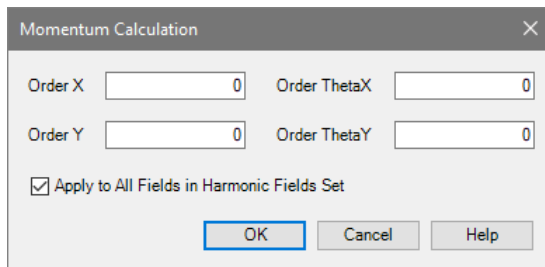 Momentum Calculation
Order X 0 Order ThetaX 0
Order Y 0 Order ThetaY 0
Apply to All Fields in Harmonic Fields Set
OK Cancel Help